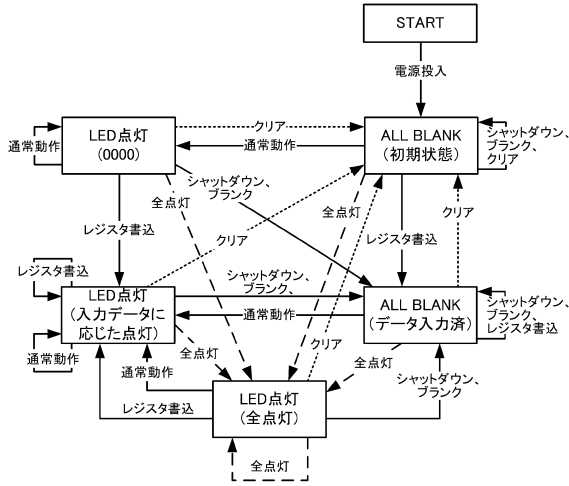 START
電源投入
LED点灯
(0000)
クリア
通常動作
通常動作
ALL BLANK
(初期状態)
シャットダウン、
ブランク、
クリア
シャットダウン、
ブランク
全点灯
全点灯
クリア
レジスタ書込
クリア
レジスタ書込
レジスタ書込
LED点灯
(入力データに
応じた点灯)
通常動作
シャットダウン、
ブランク、
通常動作
ALL BLANK
(データ入力済)
シャットダウン、
ブランク、
レジスタ書込
全点灯
クリア
全点灯
通常動作
レジスタ書込
LED点灯
(全点灯)
シャットダウン、
ブランク
全点灯